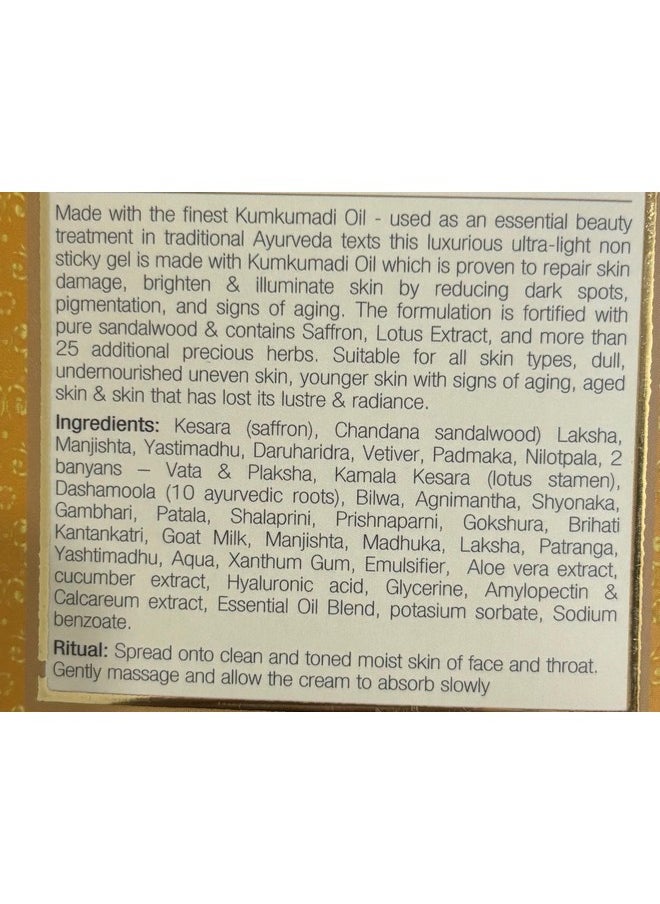 Made with the finest Kumkumadi Oil - used as an essential beauty
treatment in traditional Ayurveda texts this luxurious ultra-light non
sticky gel is made with Kumkumadi Oil which is proven to repair skin
damage, brighten & illuminate skin by reducing dark spots,
pigmentation, and signs of aging. The formulation is fortified with
pure sandalwood & contains Saffron, Lotus Extract, and more than
25 additional precious herbs. Suitable for all skin types, dull,
undernourished uneven skin, younger skin with signs of aging, aged
skin & skin that has lost its lustre & radiance.
Ingredients: Kesara (saffron), Chandana sandalwood) Laksha,
Manjishta, Yastimadhu, Daruharidra, Vetiver, Padmaka, Nilotpala, 2
banyans – Vata & Plaksha, Kamala Kesara (lotus stamen),
Dashamoola (10 ayurvedic roots), Bilwa, Agnimantha, Shyonaka,
Gambhari, Patala, Shalaprini, Prishnaparni, Gokshura, Brihati
Kantankatri, Goat Milk, Manjishta, Madhuka, Laksha, Patranga,
Yashtimadhu, Aqua, Xanthum Gum, Emulsifier, Aloe vera extract,
cucumber extract, Hyaluronic acid, Glycerine, Amylopectin &
Calcareum extract, Essential Oil Blend, potasium sorbate, Sodium
benzoate.
Ritual: Spread onto clean and toned moist skin of face and throat.
Gently massage and allow the cream to absorb slowly